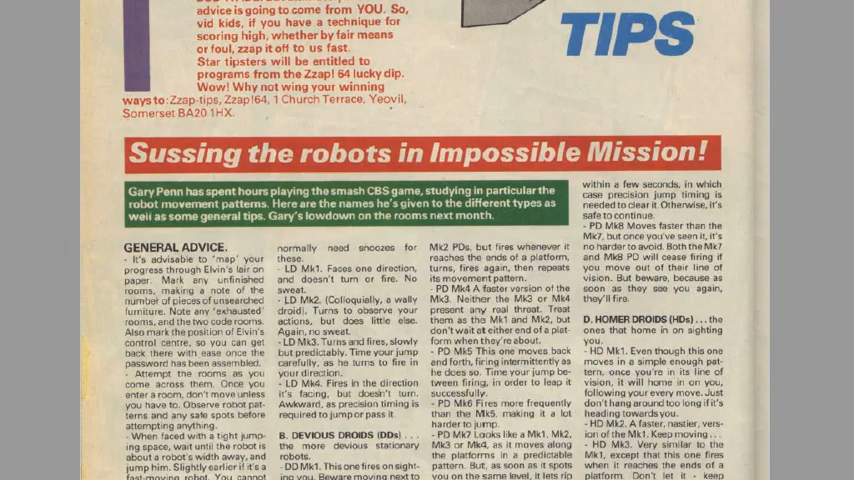 advice is going to come from YOU. So,
vid kids, if you have a technique for
scoring high, whether by fair means
or foul, zzap it off to us fast.
Star tipsters will be entitled to
programs from the Zzap! 64 lucky dip.
Wow! Why not wing your winning
ways to: Zzap-tips, Zzap!64, 1 Church Terrace, Yeovil,
Somerset BA20 1HX.
TIPS
Sussing the robots in Impossible Mission!
Gary Penn has spent hours playing the smash CBS game, studying in particular the
robot movement patterns. Here are the names he's given to the different types as
well as some general tips. Gary's lowdown on the rooms next month.
GENERAL ADVICE.
- It's advisable to 'map' your
progress through Elvin's lair on
paper. Mark any unfinished
rooms, making a note of the
number of pieces of unsearched
furniture. Note any 'exhausted'
rooms, and the two code rooms.
Also mark the position of Elvin's
control centre, so you can get
back there with ease once the
password has been assembled.
- Attempt the rooms as you
come across them. Once you
enter a room, don't move unless
you have to. Observe robot pat-
terns and any safe spots before
attempting anything.
- When faced with a tight jump-
ing space, wait until the robot is
about a robot's width away, and
jump him. Slightly earlier if it's a
fast-moving robot. You cannot
normally need snoozes for
these.
- LD Mk1. Faces one direction,
and doesn't turn or fire. No
sweat.
- LD Mk2. (Colloquially, a wally
droid). Turns to observe your
actions, but does little else.
Again, no sweat.
- LD Mk3. Turns and fires, slowly
but predictably. Time your jump
carefully, as he turns to fire in
your direction.
- LD Mk4. Fires in the direction
it's facing, but doesn't turn.
Awkward, as precision timing is
required to jump or pass it.
B. DEVIOUS DROIDS (DDs) ...
the more devious stationary
robots.
- DD Mk1. This one fires on sight-
ing you. Beware moving next to
Mk2 PDs, but fires whenever it
reaches the ends of a platform,
turns, fires again, then repeats
its movement pattern.
- PD Mk4 A faster version of the
Mk3. Neither the Mk3 or Mk4
present any real threat. Treat
them as the Mk1 and Mk2, but
don't wait at either end of a plat-
form when they're about.
- PD Mk5 This one moves back
and forth, firing intermittently as
he does so. Time your jump be-
tween firing, in order to leap it
successfully.
- PD Mk6 Fires more frequently
than the Mk5, making it a lot
harder to jump.
- PD Mk7 Looks like a Mk1, Mk2,
Mk3 or Mk4, as it moves along
the platforms in a predictable
pattern. But, as soon as it spots
you on the same level, it lets rip
within a few seconds, in which
case precision jump timing is
needed to clear it. Otherwise, it's
safe to continue.
- PD Mk8 Moves faster than the
Mk7, but once you've seen it, it's
no harder to avoid. Both the Mk7
and Mk8 PD will cease firing if
you move out of their line of
vision. But beware, because as
soon as they see you again,
they'll fire.
D. HOMER DROIDS (HDs) ... the
ones that home in on sighting
you.
- HD Mk1. Even though this one
moves in a simple enough pat-
tern, once you're in its line of
vision, it will home in on you,
following your every move. Just
don't hang around too long if it's
heading towards you.
- HD Mk2. A faster, nastier, vers-
ion of the Mk1. Keep moving ...
- HD Mk3. Very similar to the
Mk1, except that this one fires
when it reaches the ends of a
platform. Don't let it - keep